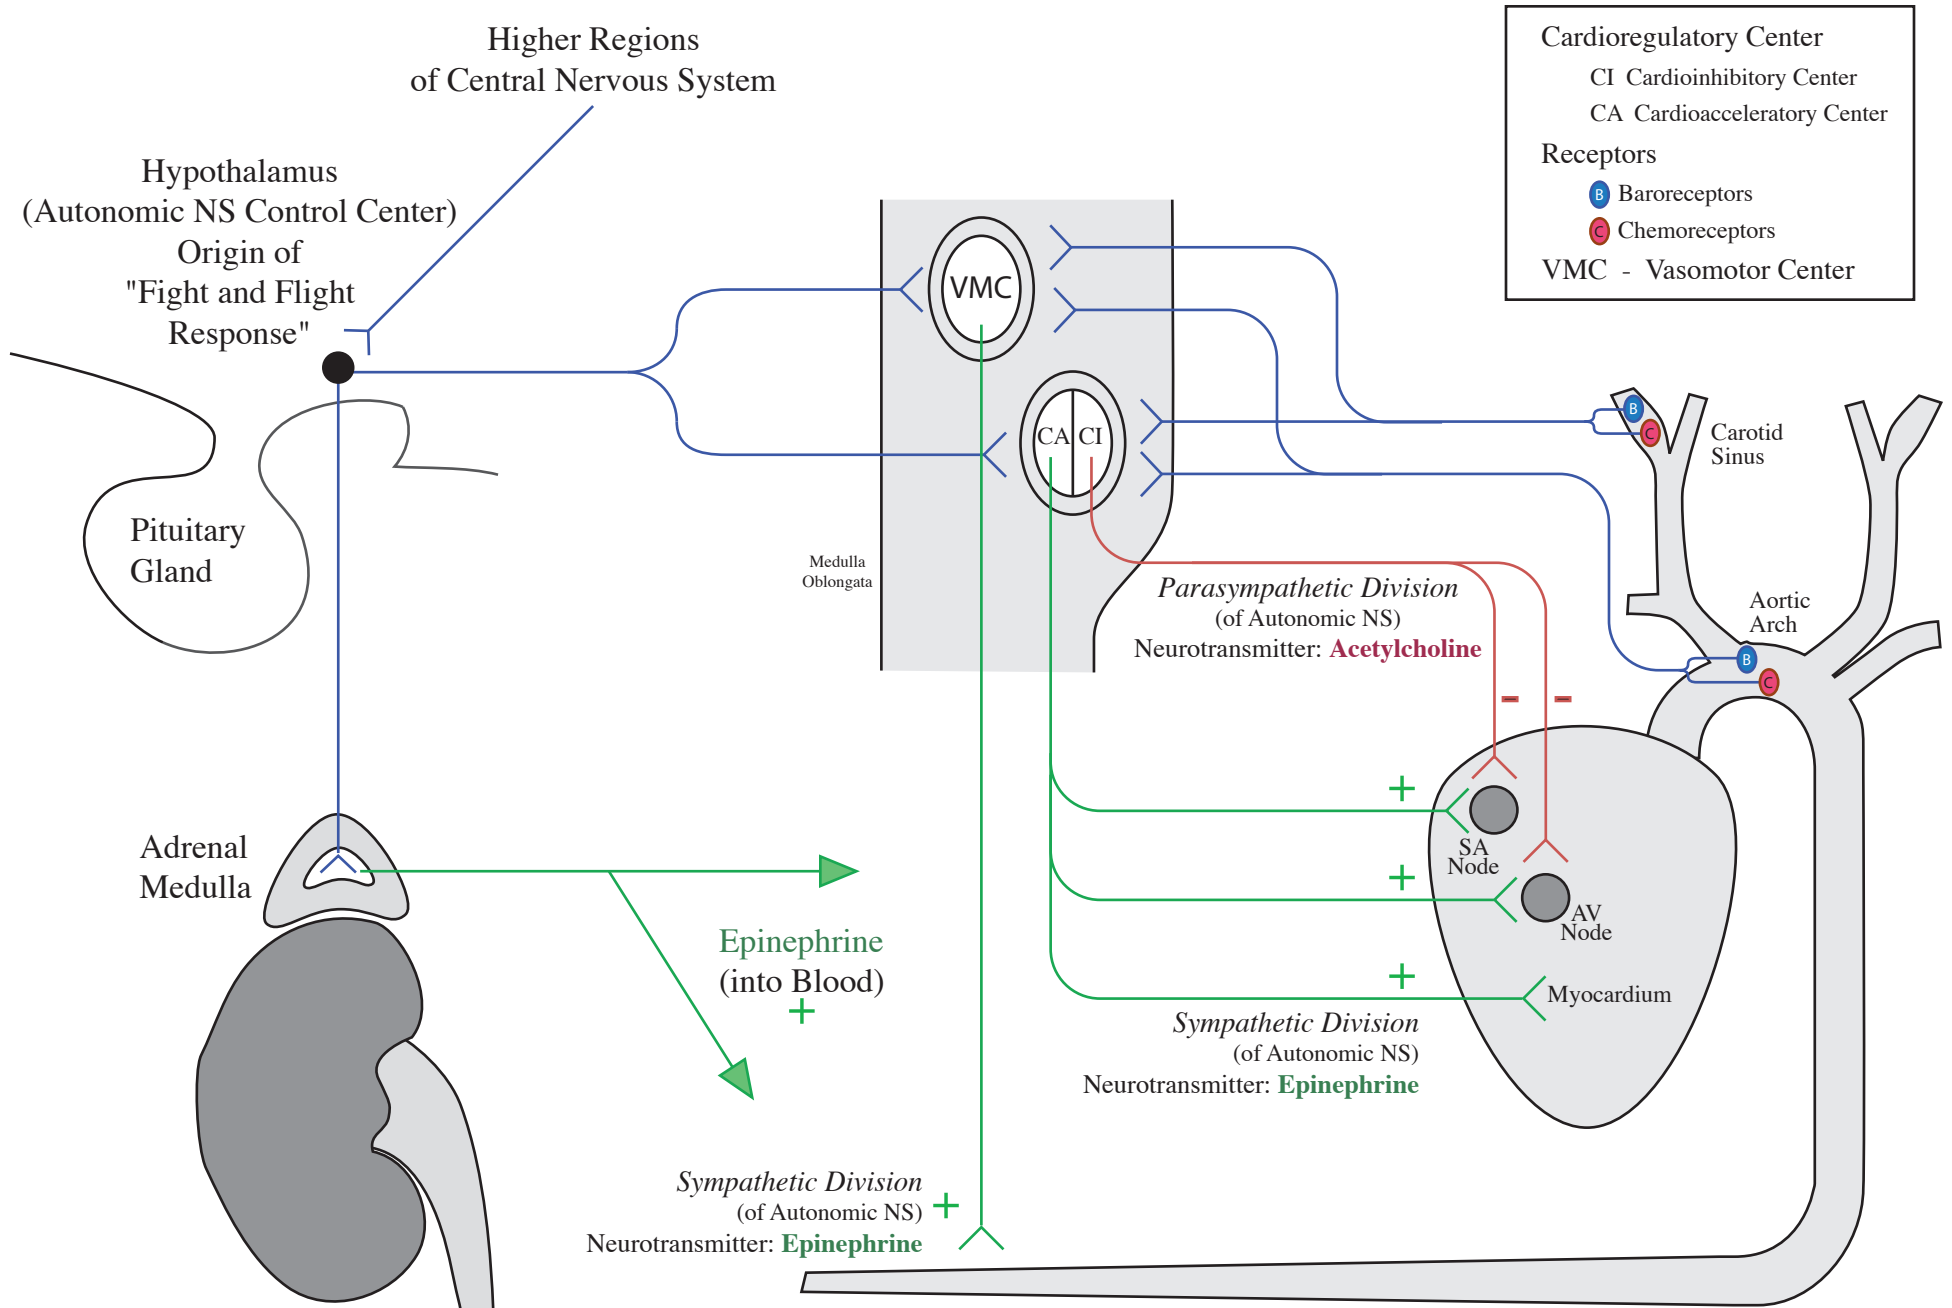 Higher Regions
of Central Nervous System
Hypothalamus
(Autonomic NS Control Center)
Origin of
"Fight and Flight
Response"
Pituitary
Gland
Adrenal
Medulla
Epinephrine
(into Blood)
+
Sympathetic Division
(of Autonomic NS)
Neurotransmitter: Epinephrine
+
VMC
CA CI
Medulla
Oblongata
Parasympathetic Division
(of Autonomic NS)
Neurotransmitter: Acetylcholine
- -
+
+
+
Sympathetic Division
(of Autonomic NS)
Neurotransmitter: Epinephrine
SA
Node
AV
Node
Myocardium
Cardioregulatory Center
CI Cardioinhibitory Center
CA Cardioacceleratory Center
Receptors
B Baroreceptors
C Chemoreceptors
VMC - Vasomotor Center
B
C
Carotid
Sinus
Aortic
Arch
B
C